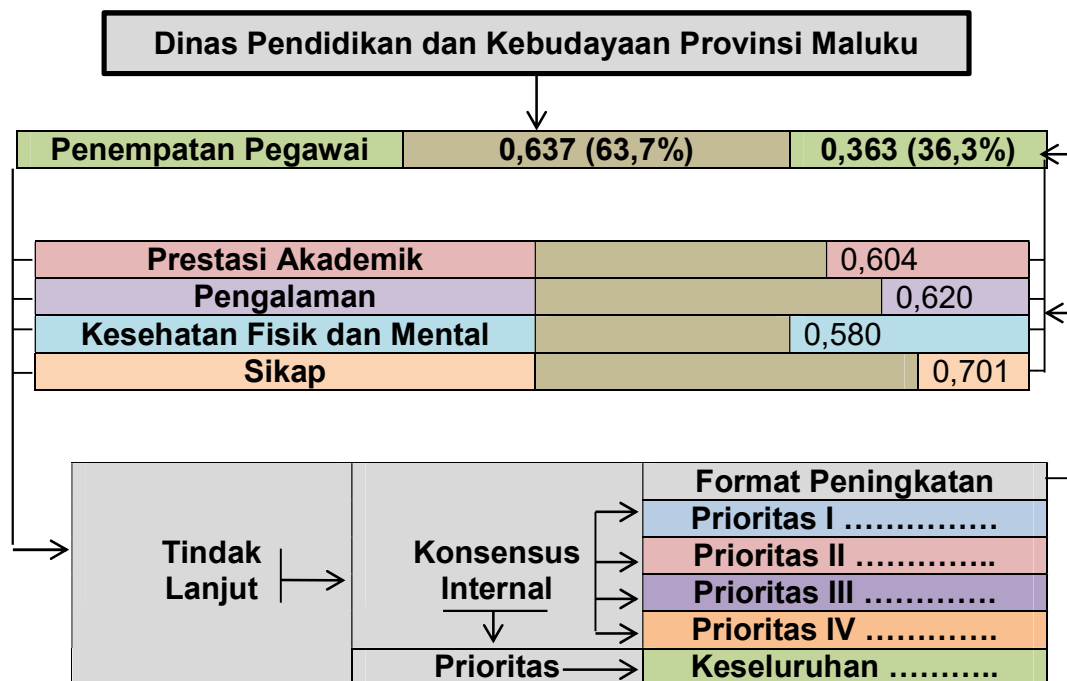 Dinas Pendidikan dan Kebudayaan Provinsi Maluku
Penempatan Pegawai 0,637 (63,7%) 0,363 (36,3%)
Prestasi Akademik 0,604
Pengalaman 0,620
Kesehatan Fisik dan Mental 0,580
Sikap 0,701
Tindak
Lanjut
Konsensus
Internal
Prioritas
Format Peningkatan
Prioritas I ……………
Prioritas II …………..
Prioritas III ………….
Prioritas IV ………….
Keseluruhan ………..